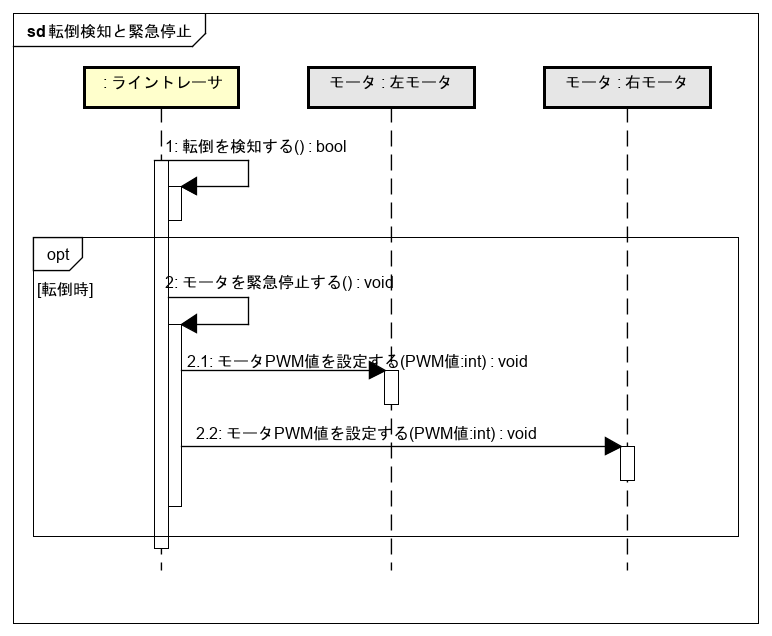 sd 転倒検知と緊急停止
: ライントレーサ
モータ : 左モータ
モータ : 右モータ
1: 転倒を検知する() : bool
opt
[転倒時]
2: モータを緊急停止する() : void
2.1: モータPWM値を設定する(PWM値:int) : void
2.2: モータPWM値を設定する(PWM値:int) : void